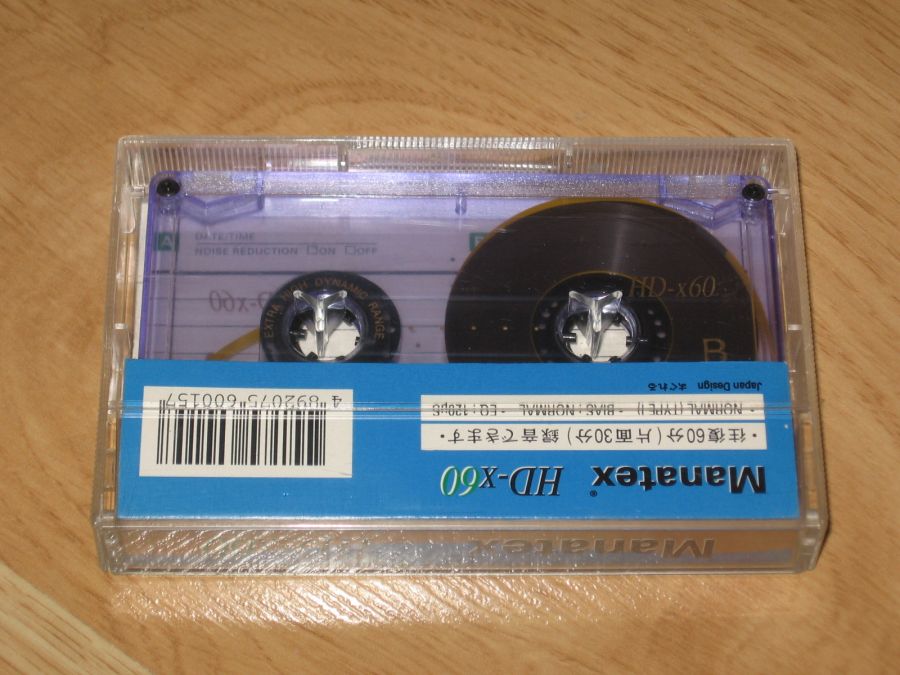 A DATE/TIME
NOISE REDUCTION □ON □OFF
EXTRA HIGH DYNAMIC RANGE
HD-x60
HD-x60
B
Manatex® HD-x60
・往復60分(片面30分)録音できます・
・NORMAL (TYPE I)・BIAS : NORMAL ・EQ : 120μS
Japan Design
4 892075 600157
Manatex